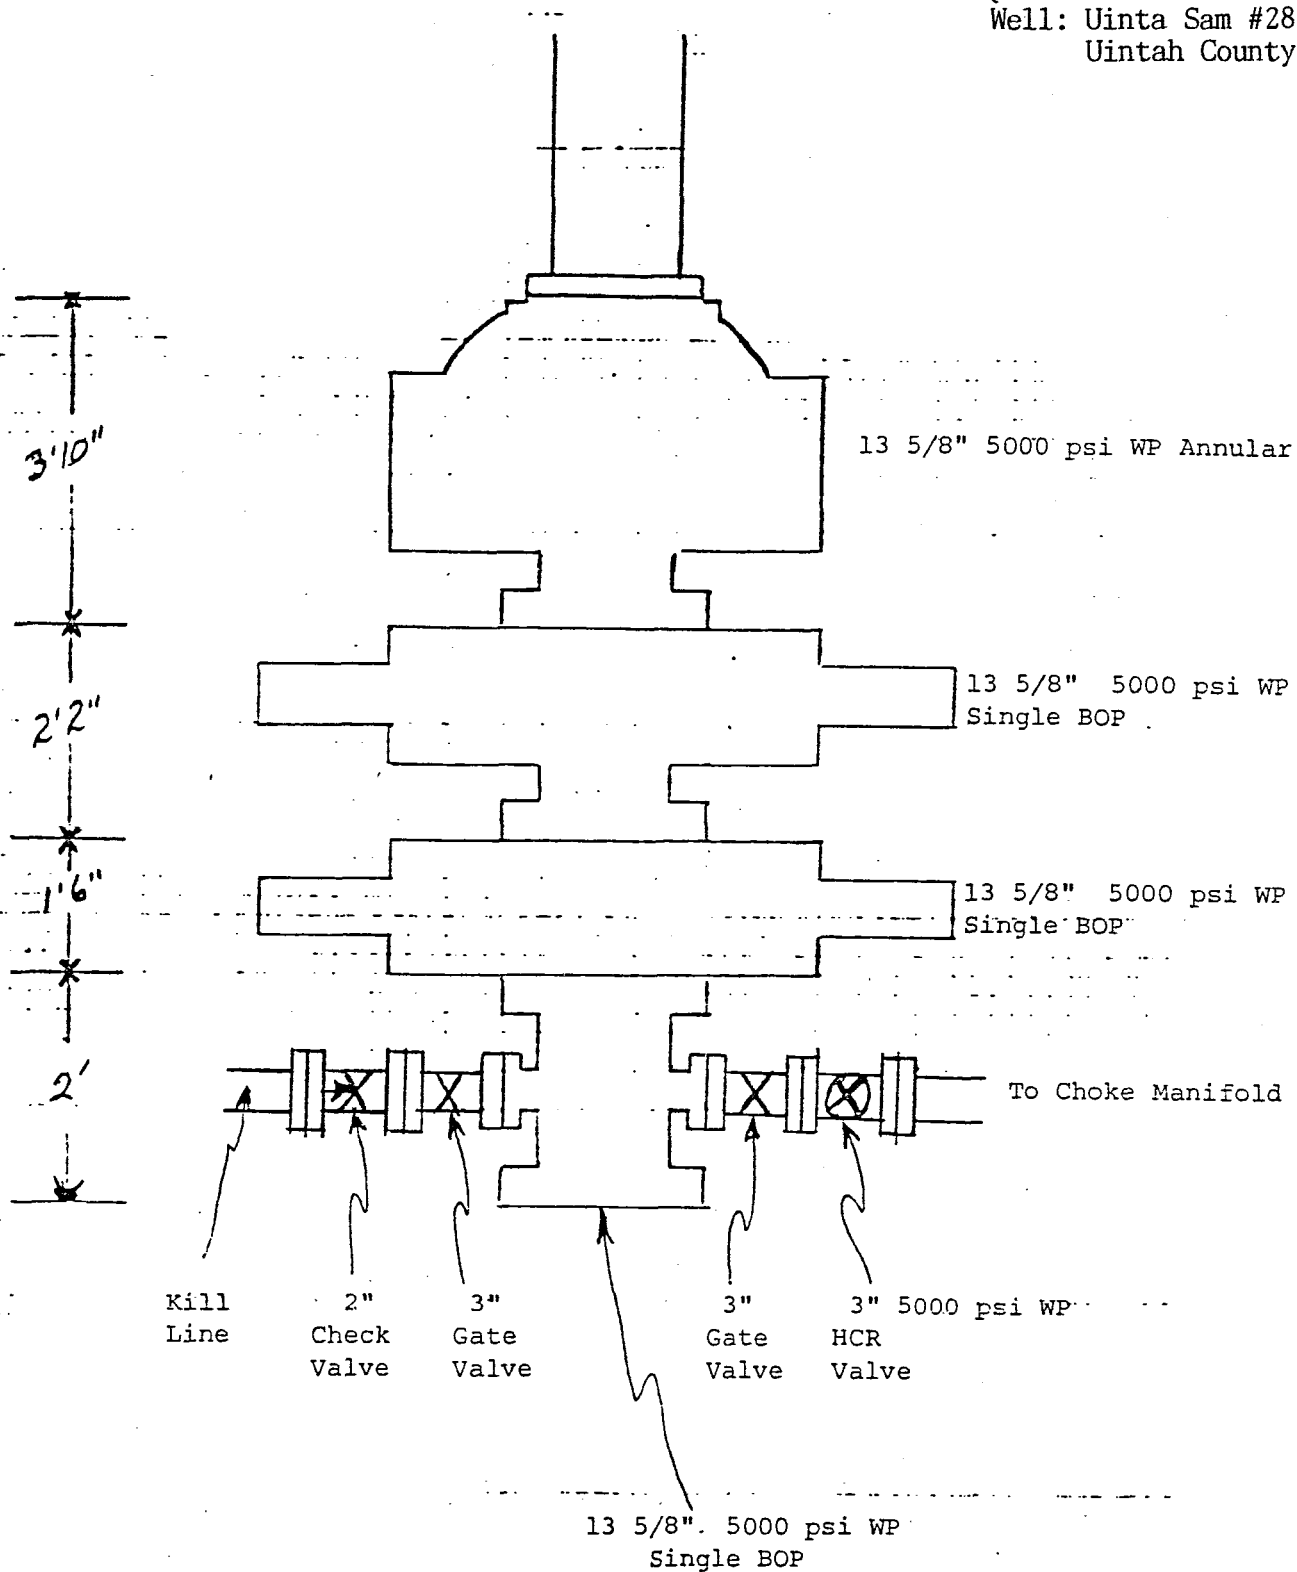 Well: Uinta Sam #28
Uintah County
3'10"
13 5/8" 5000 psi WP Annular
2'2"
13 5/8" 5000 psi WP
Single BOP
1'6"
13 5/8" 5000 psi WP
Single BOP
2'
To Choke Manifold
Kill
Line
2"
Check
Valve
3"
Gate
Valve
3"
Gate
Valve
3" 5000 psi WP
HCR
Valve
13 5/8" 5000 psi WP
Single BOP